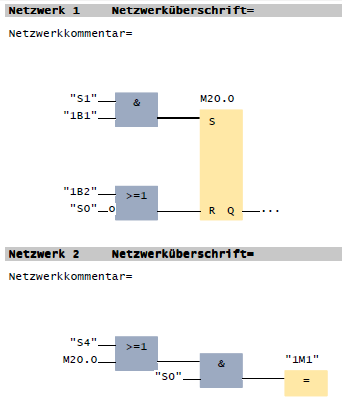 Netzwerk 1 Netzwerküberschrift=
Netzwerkkommentar=
"S1"
&
M20.0
"1B1"
S
"1B2"
>=1
"S0" o
R Q ...
Netzwerk 2 Netzwerküberschrift=
Netzwerkkommentar=
"S4"
>=1
M20.0
&
"1M1"
"S0"
=